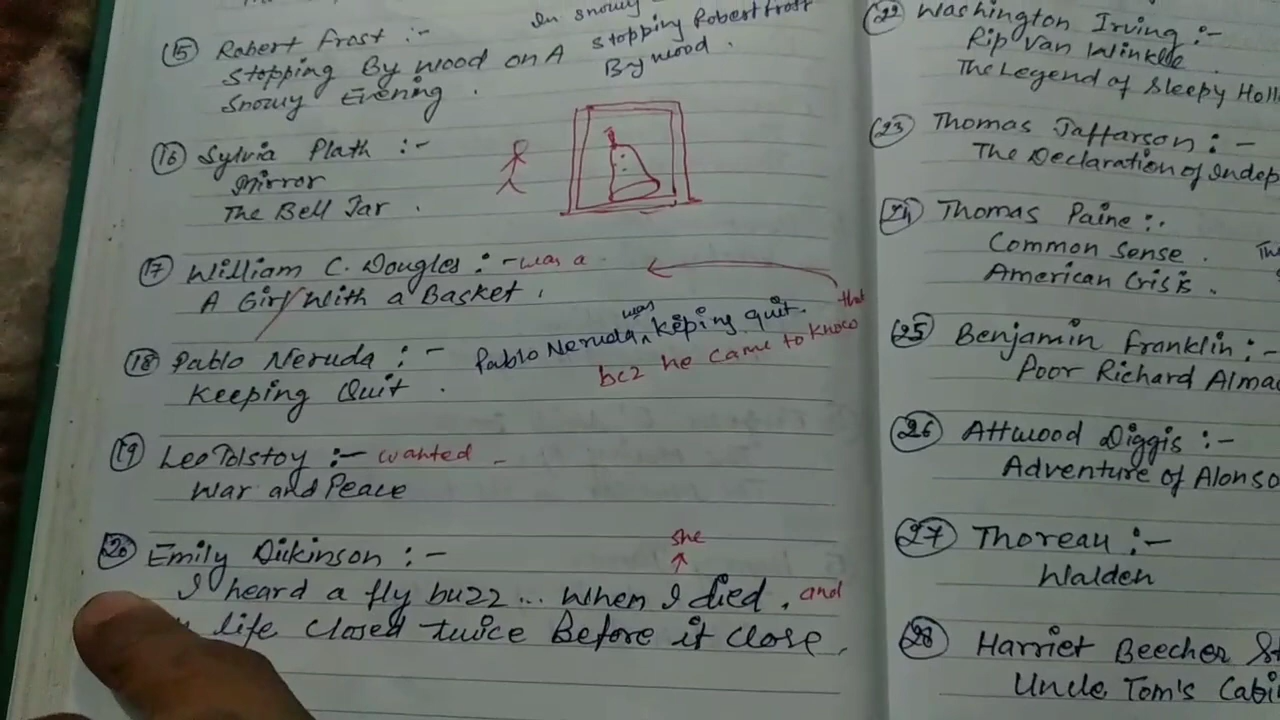 In snowy
stopping Robert Frost
By wood.
(15) Robert Frost :-
Stopping By wood on A
Snowy Evening.
(16) Sylvia Plath :-
Mirror
The Bell Jar.
(17) William C. Dougles :- was a
A Girl With a Basket.
that
(18) Pablo Neruda :- Pablo Neruda was keping quit.
bcz he came to know
Keeping Quit.
(19) Leo Tolstoy :- wanted -
War and Peace
she
(20) Emily Dickinson :-
I heard a fly buzz... when I died, and
life closed twice Before it close,
(22) Washington Irving :-
Rip Van Winkle
The Legend of Sleepy Holl
(23) Thomas Jaffarson :-
The Declaration of Indep
(24) Thomas Paine :.
Common Sense.
American Crisis.
(25) Benjamin Franklin :-
Poor Richard Alma
(26) Attwood Diggis :-
Adventure of Alonso
(27) Thoreau :-
Walden
(28) Harriet Beecher St
Uncle Tom's Cabi